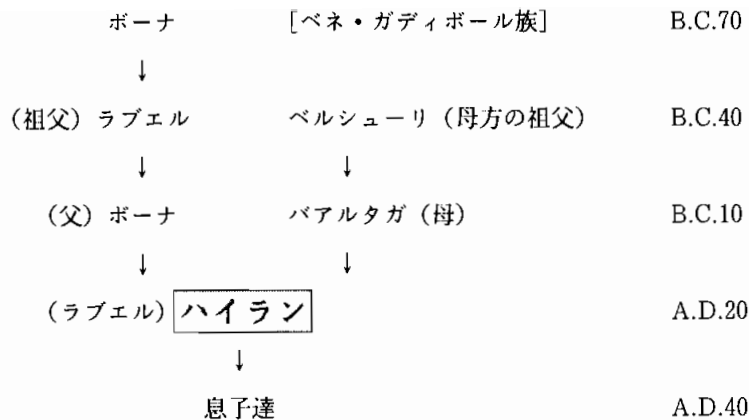 ボーナ [ベネ・ガディボール族] B.C.70
↓
(祖父) ラブエル ベルシューリ (母方の祖父) B.C.40
↓ ↓
(父) ボーナ バアルタガ (母) B.C.10
↓ ↓
(ラブエル) ハイラン A.D.20
↓
息子達 A.D.40